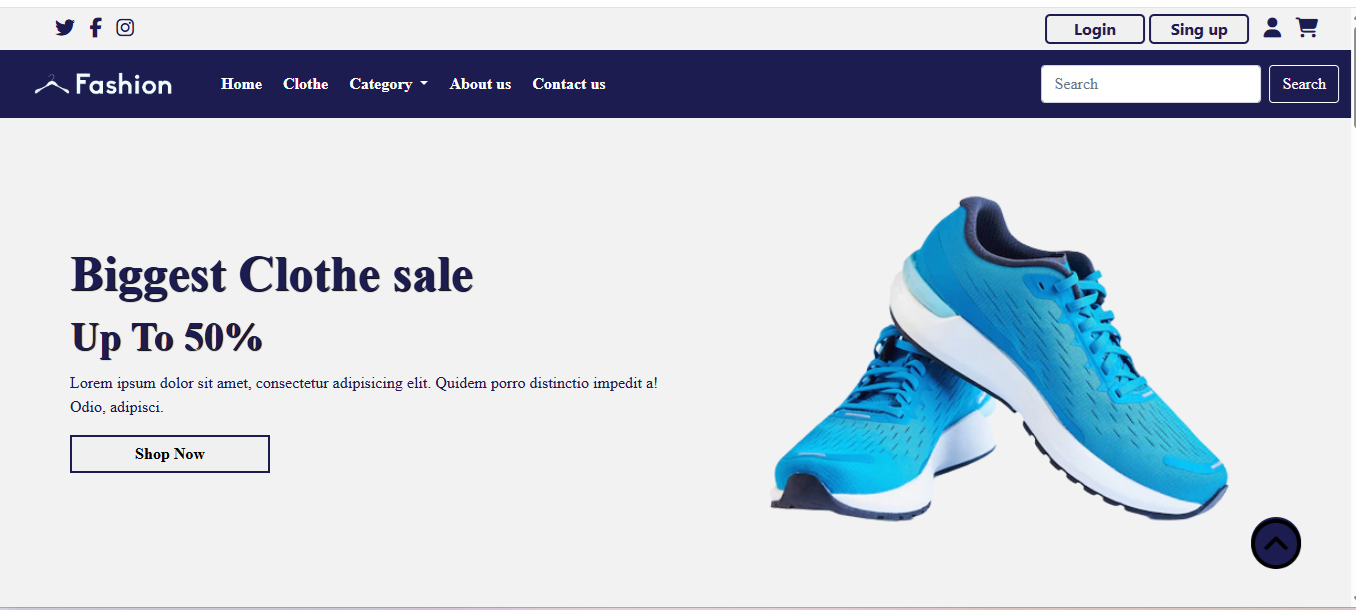 Login Sing up
Fashion Home Clothe Category About us Contact us Search Search
Biggest Clothe sale
Up To 50%
Lorem ipsum dolor sit amet, consectetur adipisicing elit. Quidem porro distinctio impedit a!
Odio, adipisci.
Shop Now